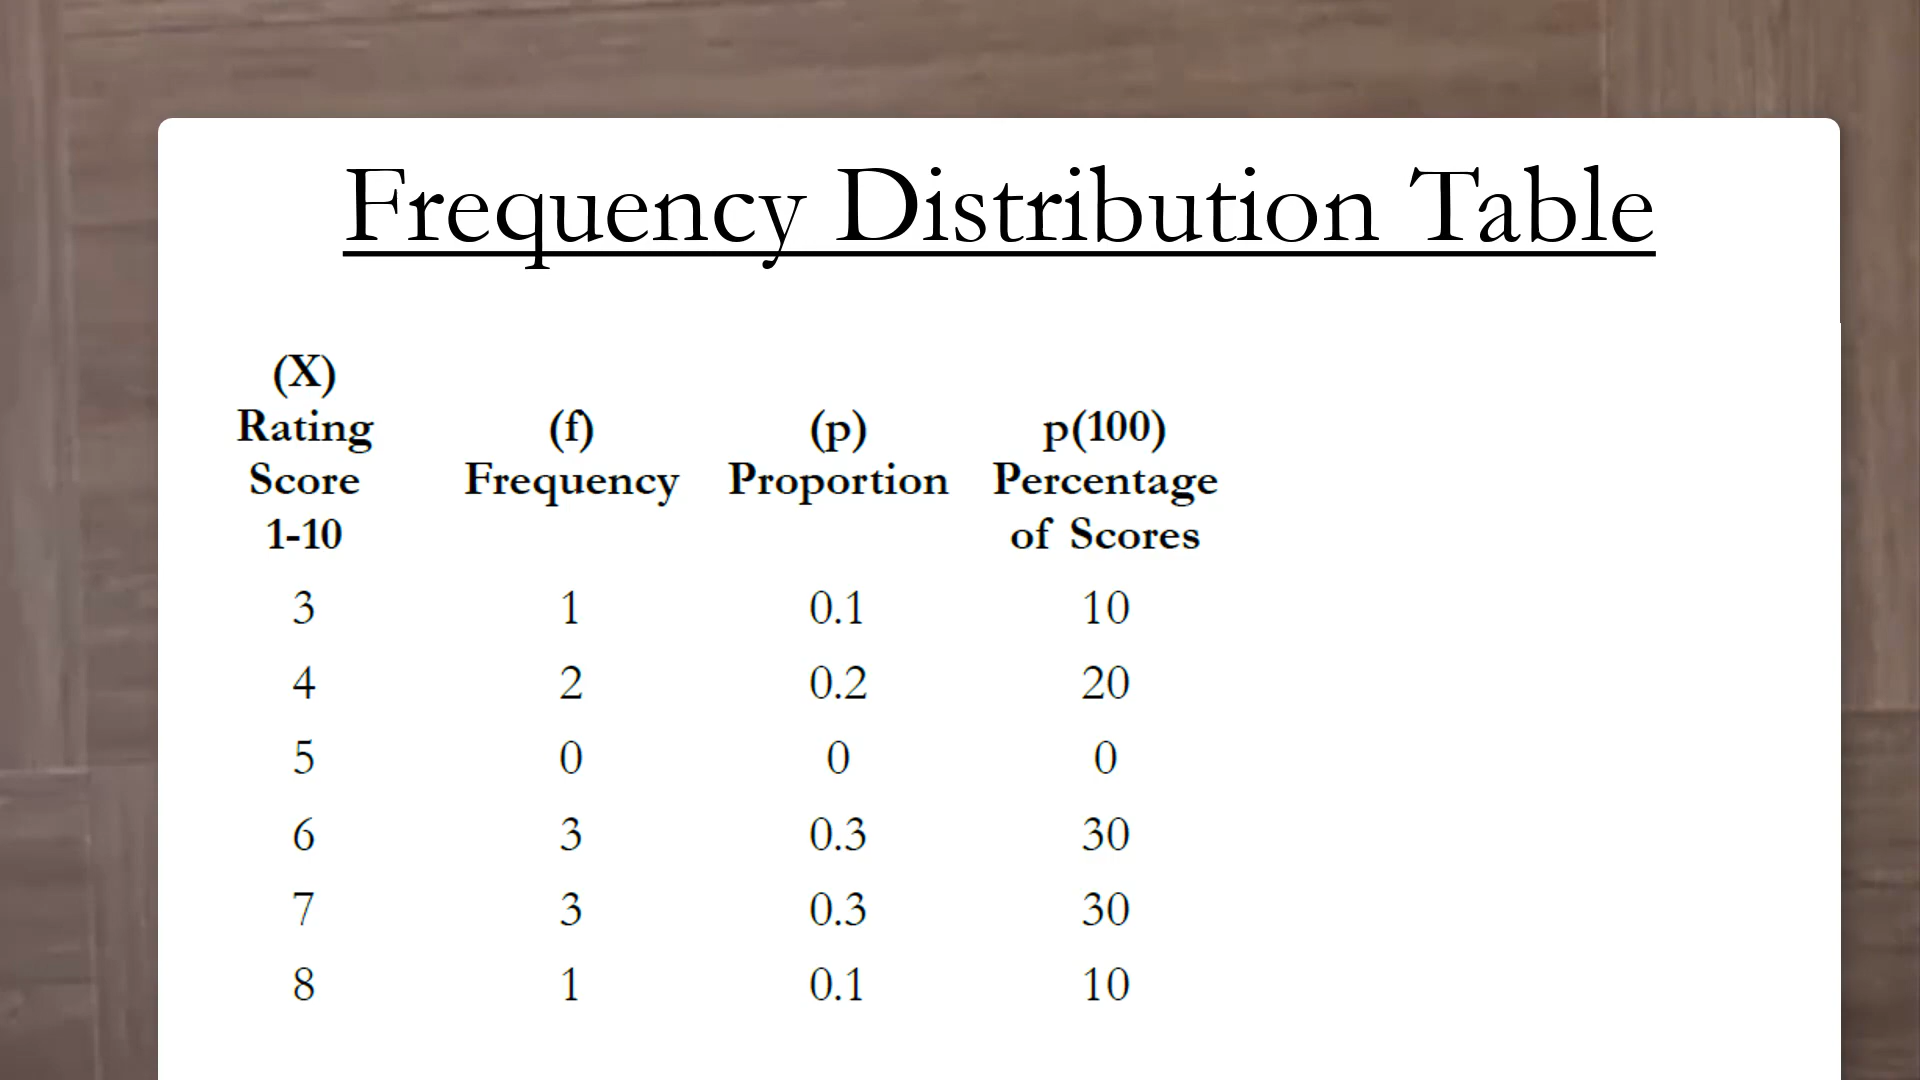 Frequency Distribution Table
(X)
Rating (f) (p) p(100)
Score Frequency Proportion Percentage
1-10 of Scores
3 1 0.1 10
4 2 0.2 20
5 0 0 0
6 3 0.3 30
7 3 0.3 30
8 1 0.1 10